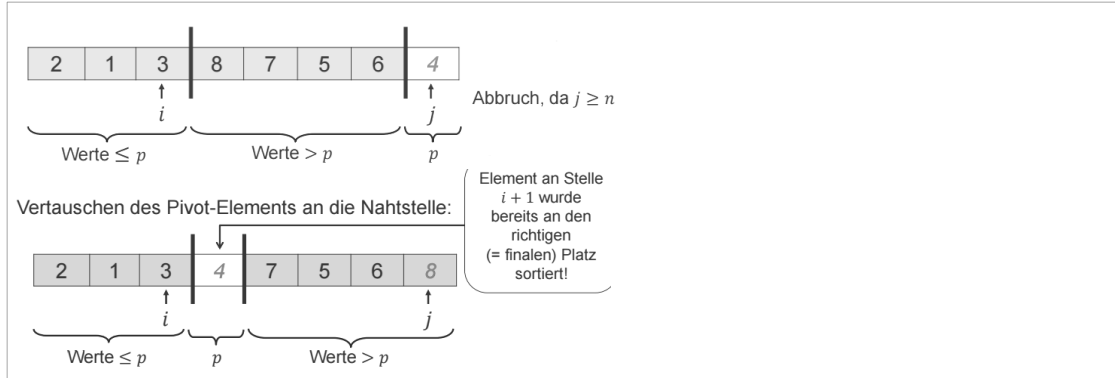 2 1 3 8 7 5 6 4
i j
Abbruch, da j ≥ n
Werte ≤ p Werte > p p
Element an Stelle
i + 1 wurde
bereits an den
richtigen
(= finalen) Platz
sortiert!
Vertauschen des Pivot-Elements an die Nahtstelle:
2 1 3 4 7 5 6 8
i j
Werte ≤ p p Werte > p